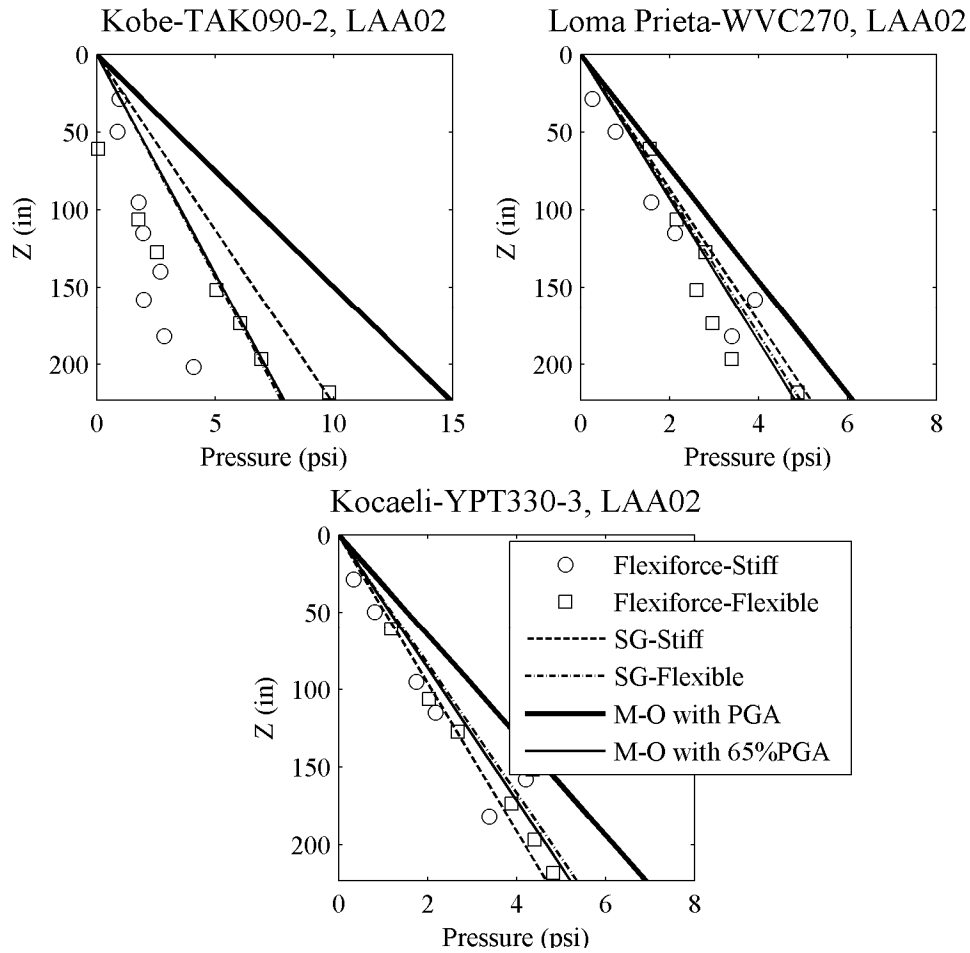 Kobe-TAK090-2, LAA02
0
50
100
150
200
Z (in)
0 5 10 15
Pressure (psi)
Loma Prieta-WVC270, LAA02
0
50
100
150
200
Z (in)
0 2 4 6 8
Pressure (psi)
Kocaeli-YPT330-3, LAA02
0
50
100
150
200
Z (in)
0 2 4 6 8
Pressure (psi)
Flexiforce-Stiff
Flexiforce-Flexible
SG-Stiff
SG-Flexible
M-O with PGA
M-O with 65%PGA